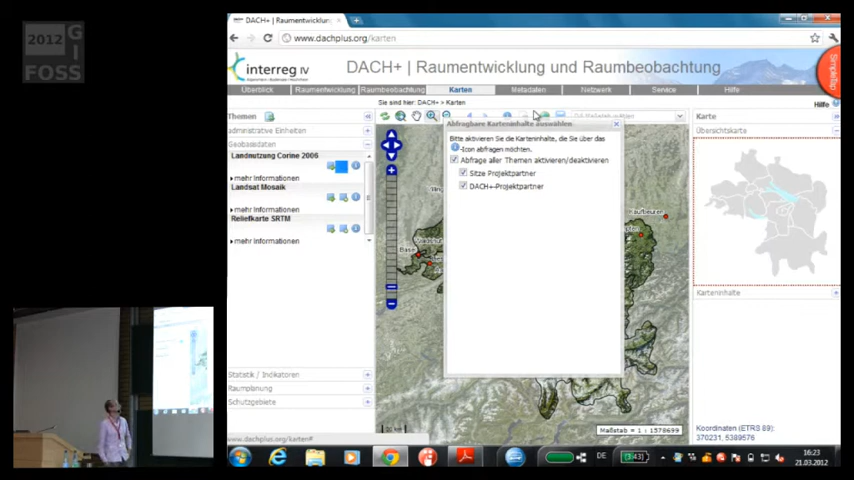 2012
GI
FOSS
DACH+ | Raumentwicklung
www.dachplus.org/karten
interreg IV
DACH+ | Raumentwicklung und Raumbeobachtung
Simpletap
Überblick
Raumentwicklung
Raumbeobachtung
Karten
Metadaten
Netzwerk
Service
Hilfe
Sie sind hier: DACH+ > Karten
Hilfe
Themen
administrative Einheiten
Geobasisdaten
Landnutzung Corine 2006
mehr Informationen
Landsat Mosaik
mehr Informationen
Reliefkarte SRTM
mehr Informationen
Statistik / Indikatoren
Raumplanung
Schutzgebiete
www.dachplus.org/karten#
Abfragbare Karteninhalte auswählen
Bitte aktivieren Sie die Karteninhalte, die Sie über das
-Icon abfragen möchten.
Abfrage aller Themen aktivieren/deaktivieren
Sitze Projektpartner
DACH+-Projektpartner
Basel
Kaufbeuren
Maßstab = 1 : 1578699
Karte
Übersichtskarte
Karteninhalte
Koordinaten (ETRS 89):
370231, 5389576
DE
16:23
21.03.2012